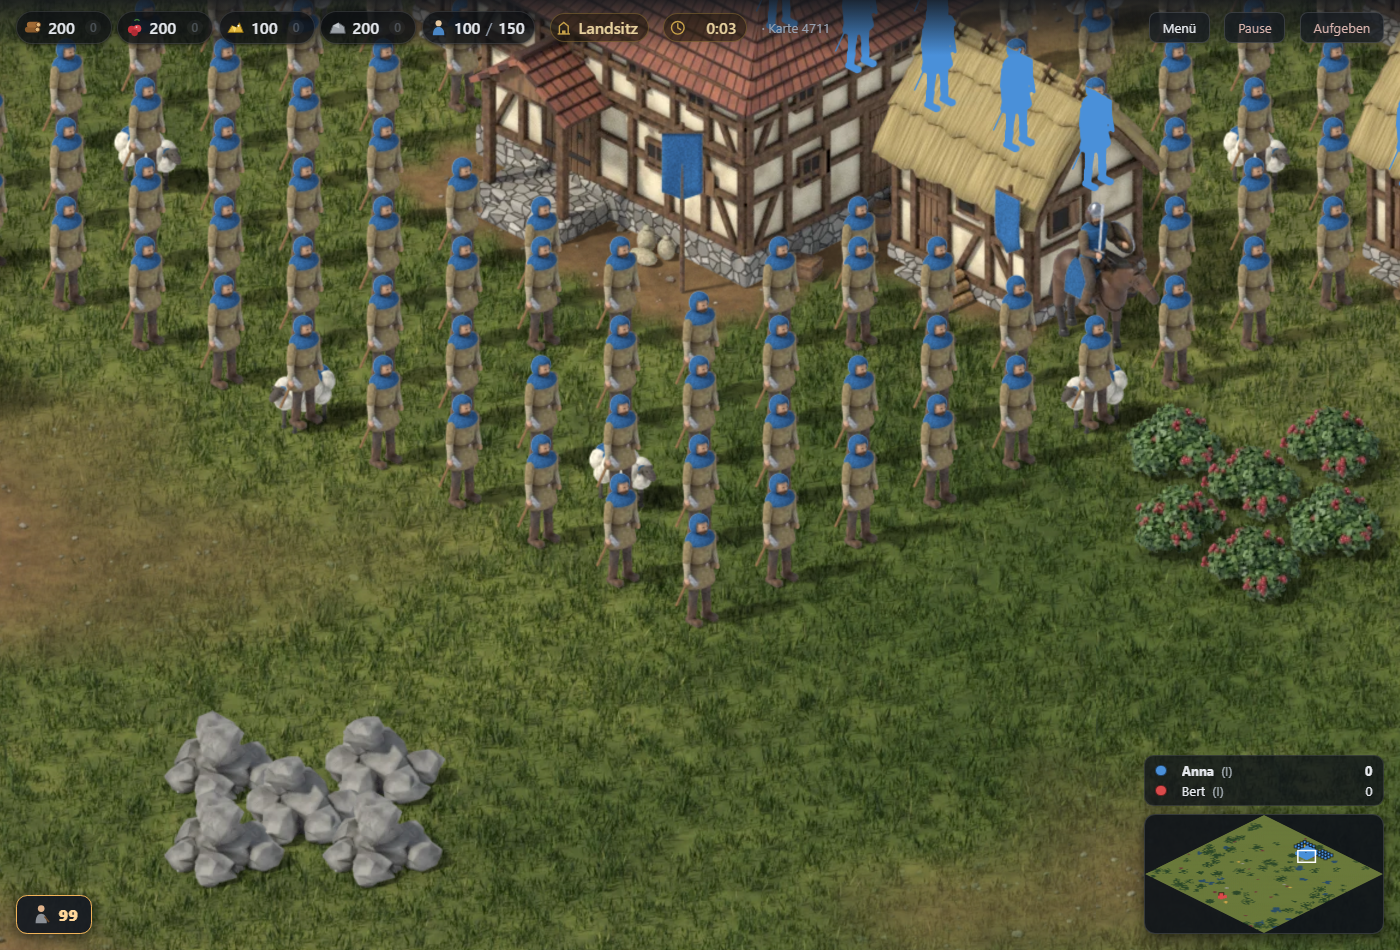 200 0 200 0 100 0 200 0 100 / 150 Landsitz 0:03 · Karte 4711 Menü Pause Aufgeben
Anna (I) 0
Bert (I) 0
99